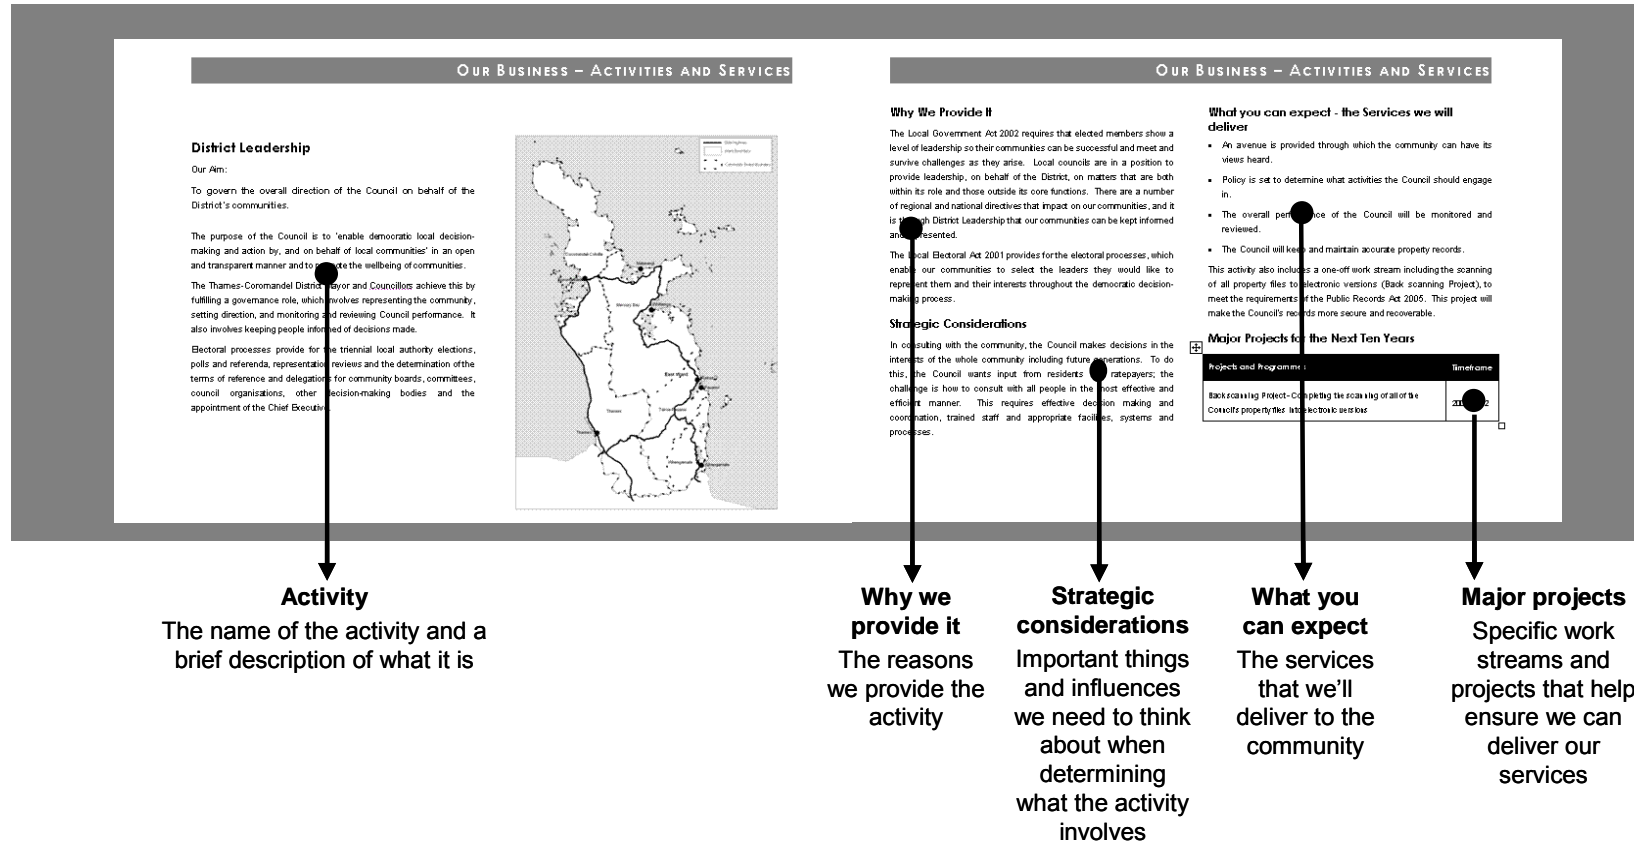 OUR BUSINESS – ACTIVITIES AND SERVICES
District Leadership
Our Aim:
To govern the overall direction of the Council on behalf of the
District's communities.
The purpose of the Council is to 'enable democratic local decision-
making and action by, and on behalf of local communities' in an open
and transparent manner and to the wellbeing of communities.
The Thames-Coromandel District Mayor and Councillors achieve this by
fulfilling a governance role, which involves representing the community,
setting direction, and monitoring and reviewing Council performance. It
also involves keeping people informed of decisions made.
Electoral processes provide for the triennial local authority elections,
polls and referenda, representation reviews and the determination of the
terms of reference and delegations for community boards, committees,
council organisations, other decision-making bodies and the
appointment of the Chief Executive.
Mercury Bay
Thames
Whangamata
OUR BUSINESS – ACTIVITIES AND SERVICES
Why We Provide It
The Local Government Act 2002 requires that elected members show a
level of leadership so their communities can be successful and meet and
survive challenges as they arise. Local councils are in a position to
provide leadership, on behalf of the District, on matters that are both
within its role and those outside its core functions. There are a number
of regional and national directives that impact on our communities, and it
is through District Leadership that our communities can be kept informed
and represented.
The Local Electoral Act 2001 provides for the electoral processes, which
enable our communities to select the leaders they would like to
represent them and their interests throughout the democratic decision-
making process.
Strategic Considerations
In consulting with the community, the Council makes decisions in the
interests of the whole community including future generations. To do
this, the Council wants input from residents ratepayers; the
challenge is how to consult with all people in the most effective and
efficient manner. This requires effective decision making and
coordination, trained staff and appropriate facilities, systems and
processes.
What you can expect - the Services we will
deliver
▪ An avenue is provided through which the community can have its
views heard.
▪ Policy is set to determine what activities the Council should engage
in.
▪ The overall performance of the Council will be monitored and
reviewed.
▪ The Council will keep and maintain accurate property records.
This activity also includes a one-off work stream including the scanning
of all property files to electronic versions (Back scanning Project), to
meet the requirements of the Public Records Act 2005. This project will
make the Council's records more secure and recoverable.
Major Projects for the Next Ten Years
Projects and Programmes Timeframe
Backscanning Project - Completing the scanning of all of the
Council's property files into electronic versions
Activity
The name of the activity and a
brief description of what it is
Why we
provide it
The reasons
we provide the
activity
Strategic
considerations
Important things
and influences
we need to think
about when
determining
what the activity
involves
What you
can expect
The services
that we'll
deliver to the
community
Major projects
Specific work
streams and
projects that help
ensure we can
deliver our
services